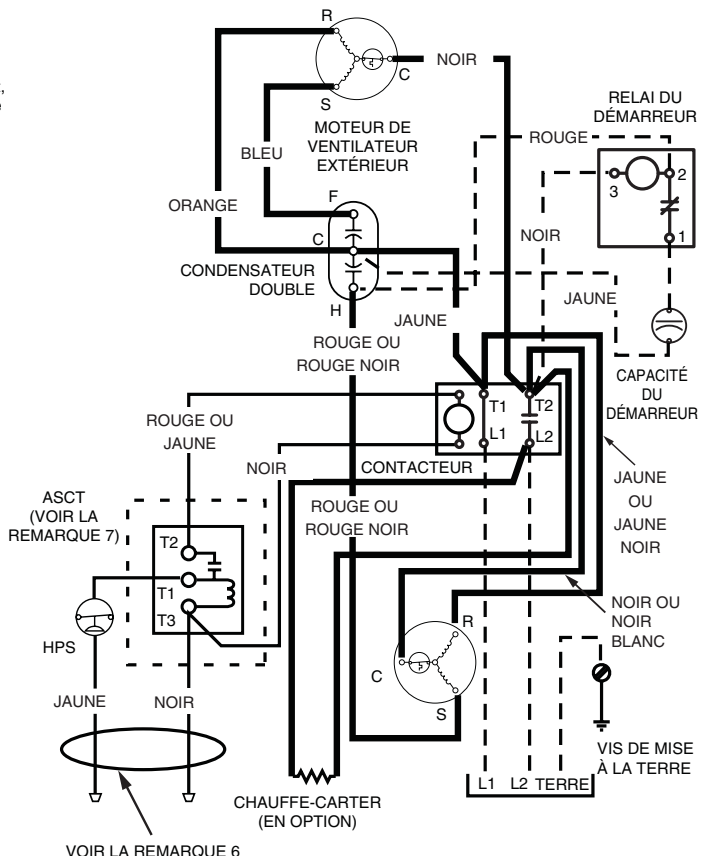 R
C
NOIR
S
MOTEUR DE
VENTILATEUR
EXTÉRIEUR
RELAI DU
DÉMARREUR
ROUGE
3
2
1
BLEU
ORANGE
F
C
CONDENSATEUR
DOUBLE
H
NOIR
JAUNE
JAUNE
CAPACITÉ
DU
DÉMARREUR
ROUGE OU
ROUGE NOIR
T1
T2
L1
L2
CONTACTEUR
ROUGE OU
JAUNE
NOIR
ROUGE OU
ROUGE NOIR
JAUNE
OU
JAUNE
NOIR
ASCT
(VOIR LA
REMARQUE 7)
T2
T1
T3
HPS
JAUNE
NOIR
R
C
S
NOIR OU
NOIR
BLANC
VIS DE MISE
À LA TERRE
L1 L2 TERRE
CHAUFFE-CARTER
(EN OPTION)
VOIR LA REMARQUE 6